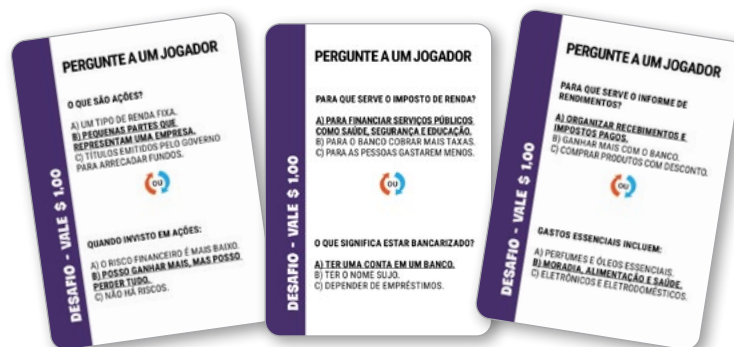 PERGUNTE A UM JOGADOR
O QUE SÃO AÇÕES?
A) UM TIPO DE RENDA FIXA.
B) PEQUENAS PARTES QUE
REPRESENTAM UMA EMPRESA.
C) TÍTULOS EMITIDOS PELO GOVERNO
PARA ARRECADAR FUNDOS.
OU
QUANDO INVISTO EM AÇÕES:
A) O RISCO FINANCEIRO É MAIS BAIXO.
B) POSSO GANHAR MAIS, MAS POSSO
PERDER TUDO.
C) NÃO HÁ RISCOS.
DESAFIO - VALE $ 1,00
PERGUNTE A UM JOGADOR
PARA QUE SERVE O IMPOSTO DE RENDA?
A) PARA FINANCIAR SERVIÇOS PÚBLICOS
COMO SAÚDE, SEGURANÇA E EDUCAÇÃO.
B) PARA O BANCO COBRAR MAIS TAXAS.
C) PARA AS PESSOAS GASTAREM MENOS.
OU
O QUE SIGNIFICA ESTAR BANCARIZADO?
A) TER UMA CONTA EM UM BANCO.
B) TER O NOME SUJO.
C) DEPENDER DE EMPRÉSTIMOS.
DESAFIO - VALE $ 1,00
PERGUNTE A UM JOGADOR
PARA QUE SERVE O INFORME DE
RENDIMENTOS?
A) ORGANIZAR RECEBIMENTOS E
IMPOSTOS PAGOS.
B) GANHAR MAIS COM O BANCO.
C) COMPRAR PRODUTOS COM DESCONTO.
OU
GASTOS ESSENCIAIS INCLUEM:
A) PERFUMES E ÓLEOS ESSENCIAIS.
B) MORADIA, ALIMENTAÇÃO E SAÚDE.
C) ELETRÔNICOS E ELETRODOMÉSTICOS.
DESAFIO - VALE $ 1,00